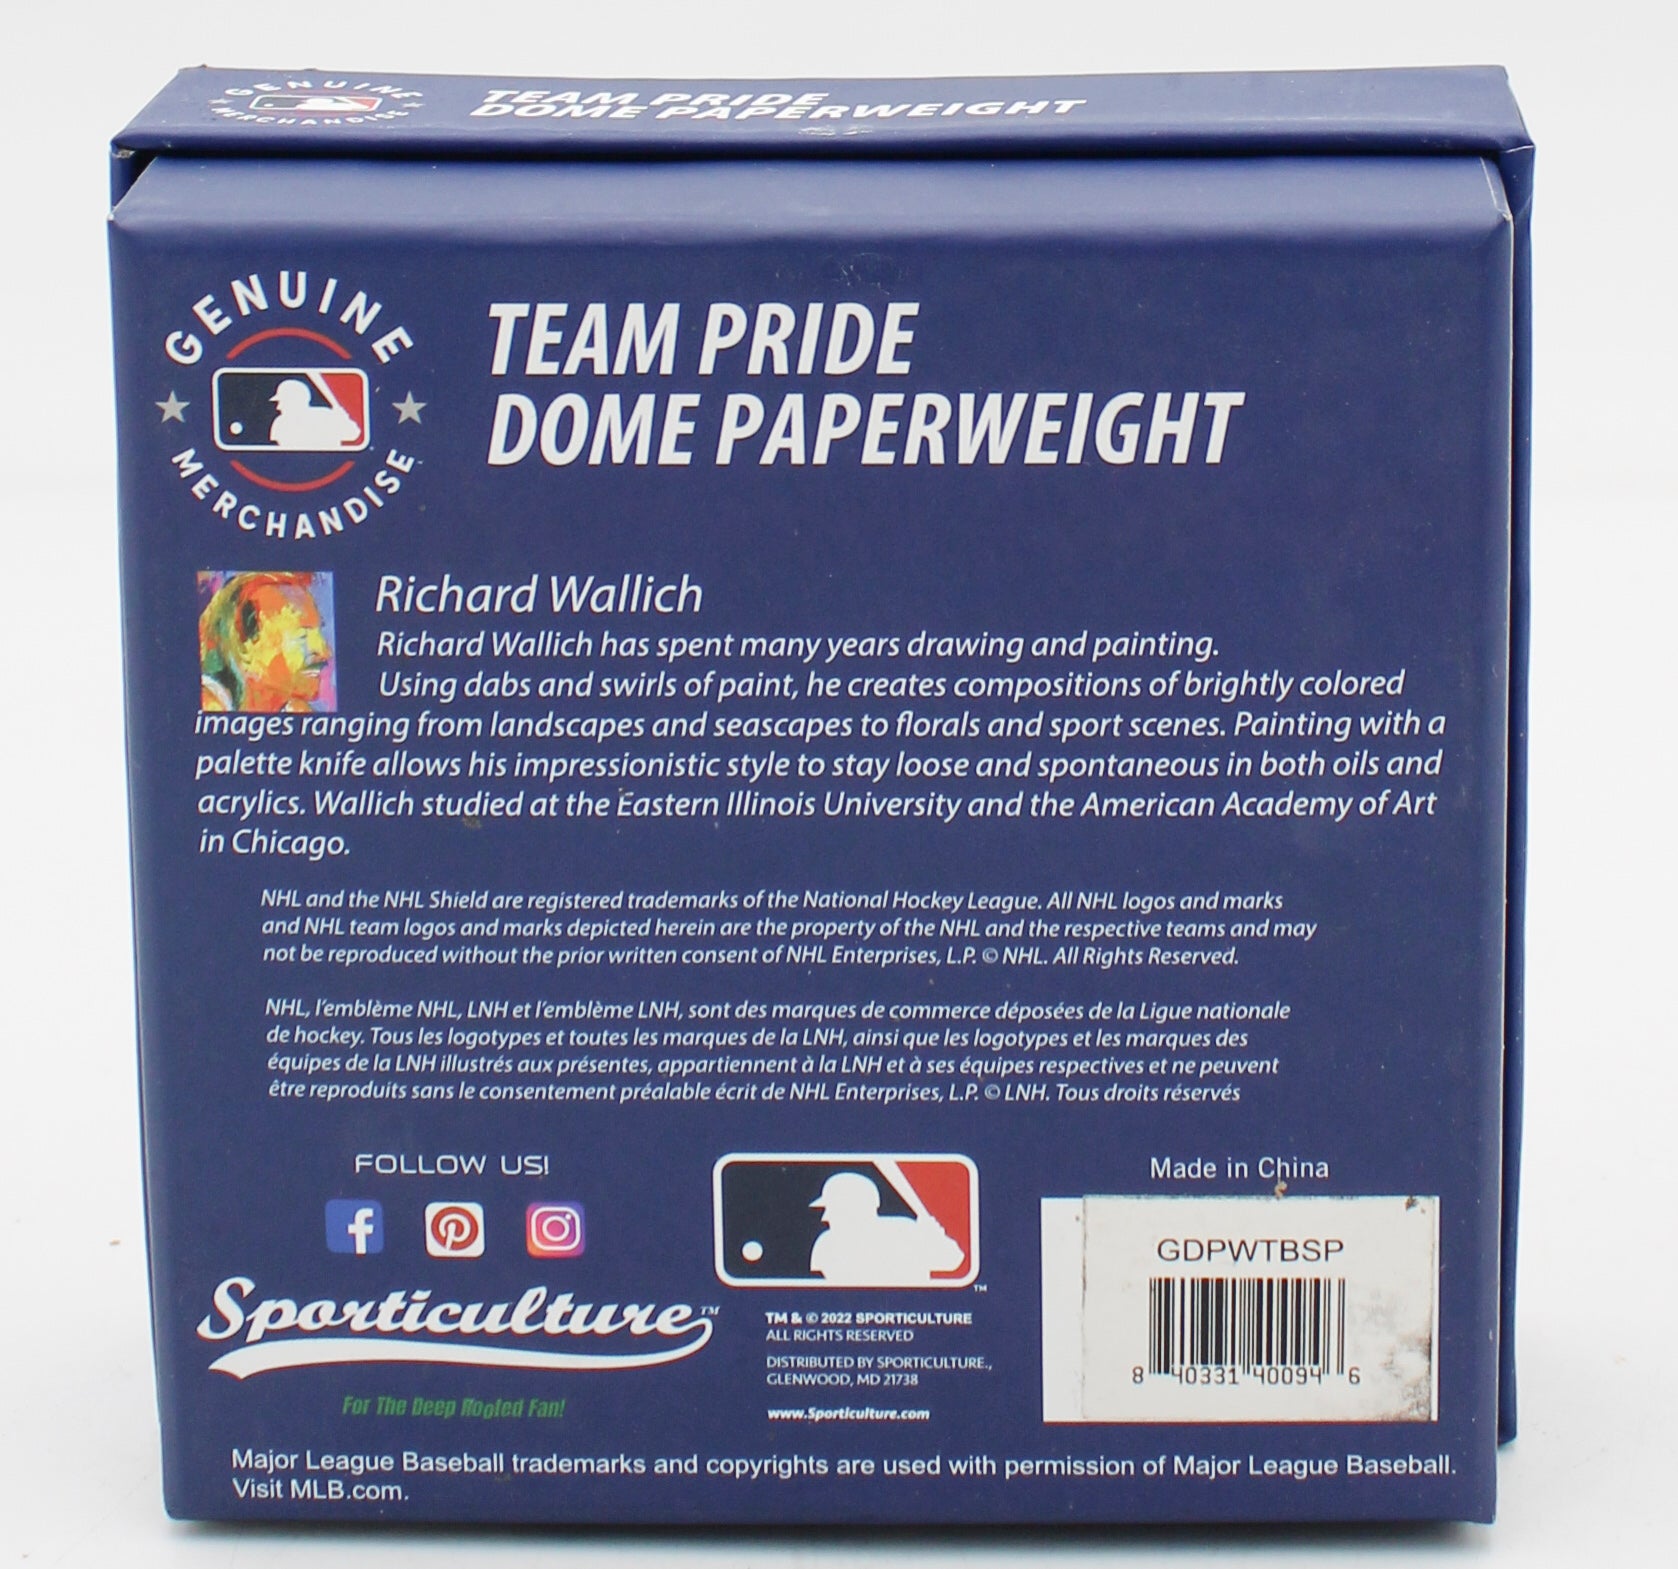 GENUINE
MERCHANDISE
TEAM PRIDE
DOME PAPERWEIGHT
GENUINE
MERCHANDISE
TEAM PRIDE
DOME PAPERWEIGHT
Richard Wallich
Richard Wallich has spent many years drawing and painting.
Using dabs and swirls of paint, he creates compositions of brightly colored
images ranging from landscapes and seascapes to florals and sport scenes. Painting with a
palette knife allows his impressionistic style to stay loose and spontaneous in both oils and
acrylics. Wallich studied at the Eastern Illinois University and the American Academy of Art
in Chicago.
NHL and the NHL Shield are registered trademarks of the National Hockey League. All NHL logos and marks
and NHL team logos and marks depicted herein are the property of the NHL and the respective teams and may
not be reproduced without the prior written consent of NHL Enterprises, L.P. © NHL. All Rights Reserved.
NHL, l'emblème NHL, LNH et l'emblème LNH, sont des marques de commerce déposées de la Ligue nationale
de hockey. Tous les logotypes et toutes les marques de la LNH, ainsi que les logotypes et les marques des
équipes de la LNH illustrés aux présentes, appartiennent à la LNH et à ses équipes respectives et ne peuvent
être reproduits sans le consentement préalable écrit de NHL Enterprises, L.P. © LNH. Tous droits réservés
FOLLOW US!
Sporticulture™
For The Deep Rooted Fan!
™
TM & © 2022 SPORTICULTURE
ALL RIGHTS RESERVED
DISTRIBUTED BY SPORTICULTURE.,
GLENWOOD, MD 21738
www.Sporticulture.com
Made in China
GDPWTBSP
8 40331 40094 6
Major League Baseball trademarks and copyrights are used with permission of Major League Baseball.
Visit MLB.com.